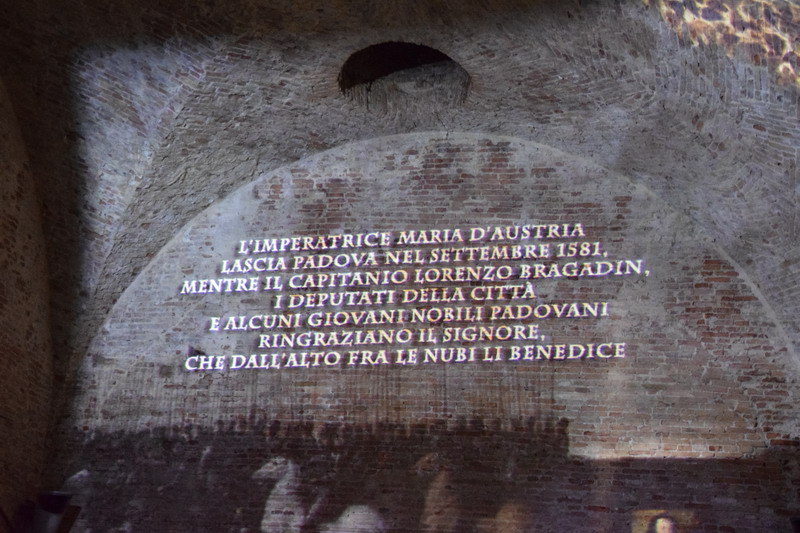 L'IMPERATRICE MARIA D'AUSTRIA
LASCIA PADOVA NEL SETTEMBRE 1581,
MENTRE IL CAPITANIO LORENZO BRAGADIN,
I DEPUTATI DELLA CITTÀ
E ALCUNI GIOVANI NOBILI PADOVANI
RINGRAZIANO IL SIGNORE,
CHE DALL'ALTO FRA LE NUBI LI BENEDICE